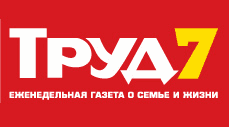 ТРУД7
ЕЖЕНЕДЕЛЬНАЯ ГАЗЕТА О СЕМЬЕ И ЖИЗНИ